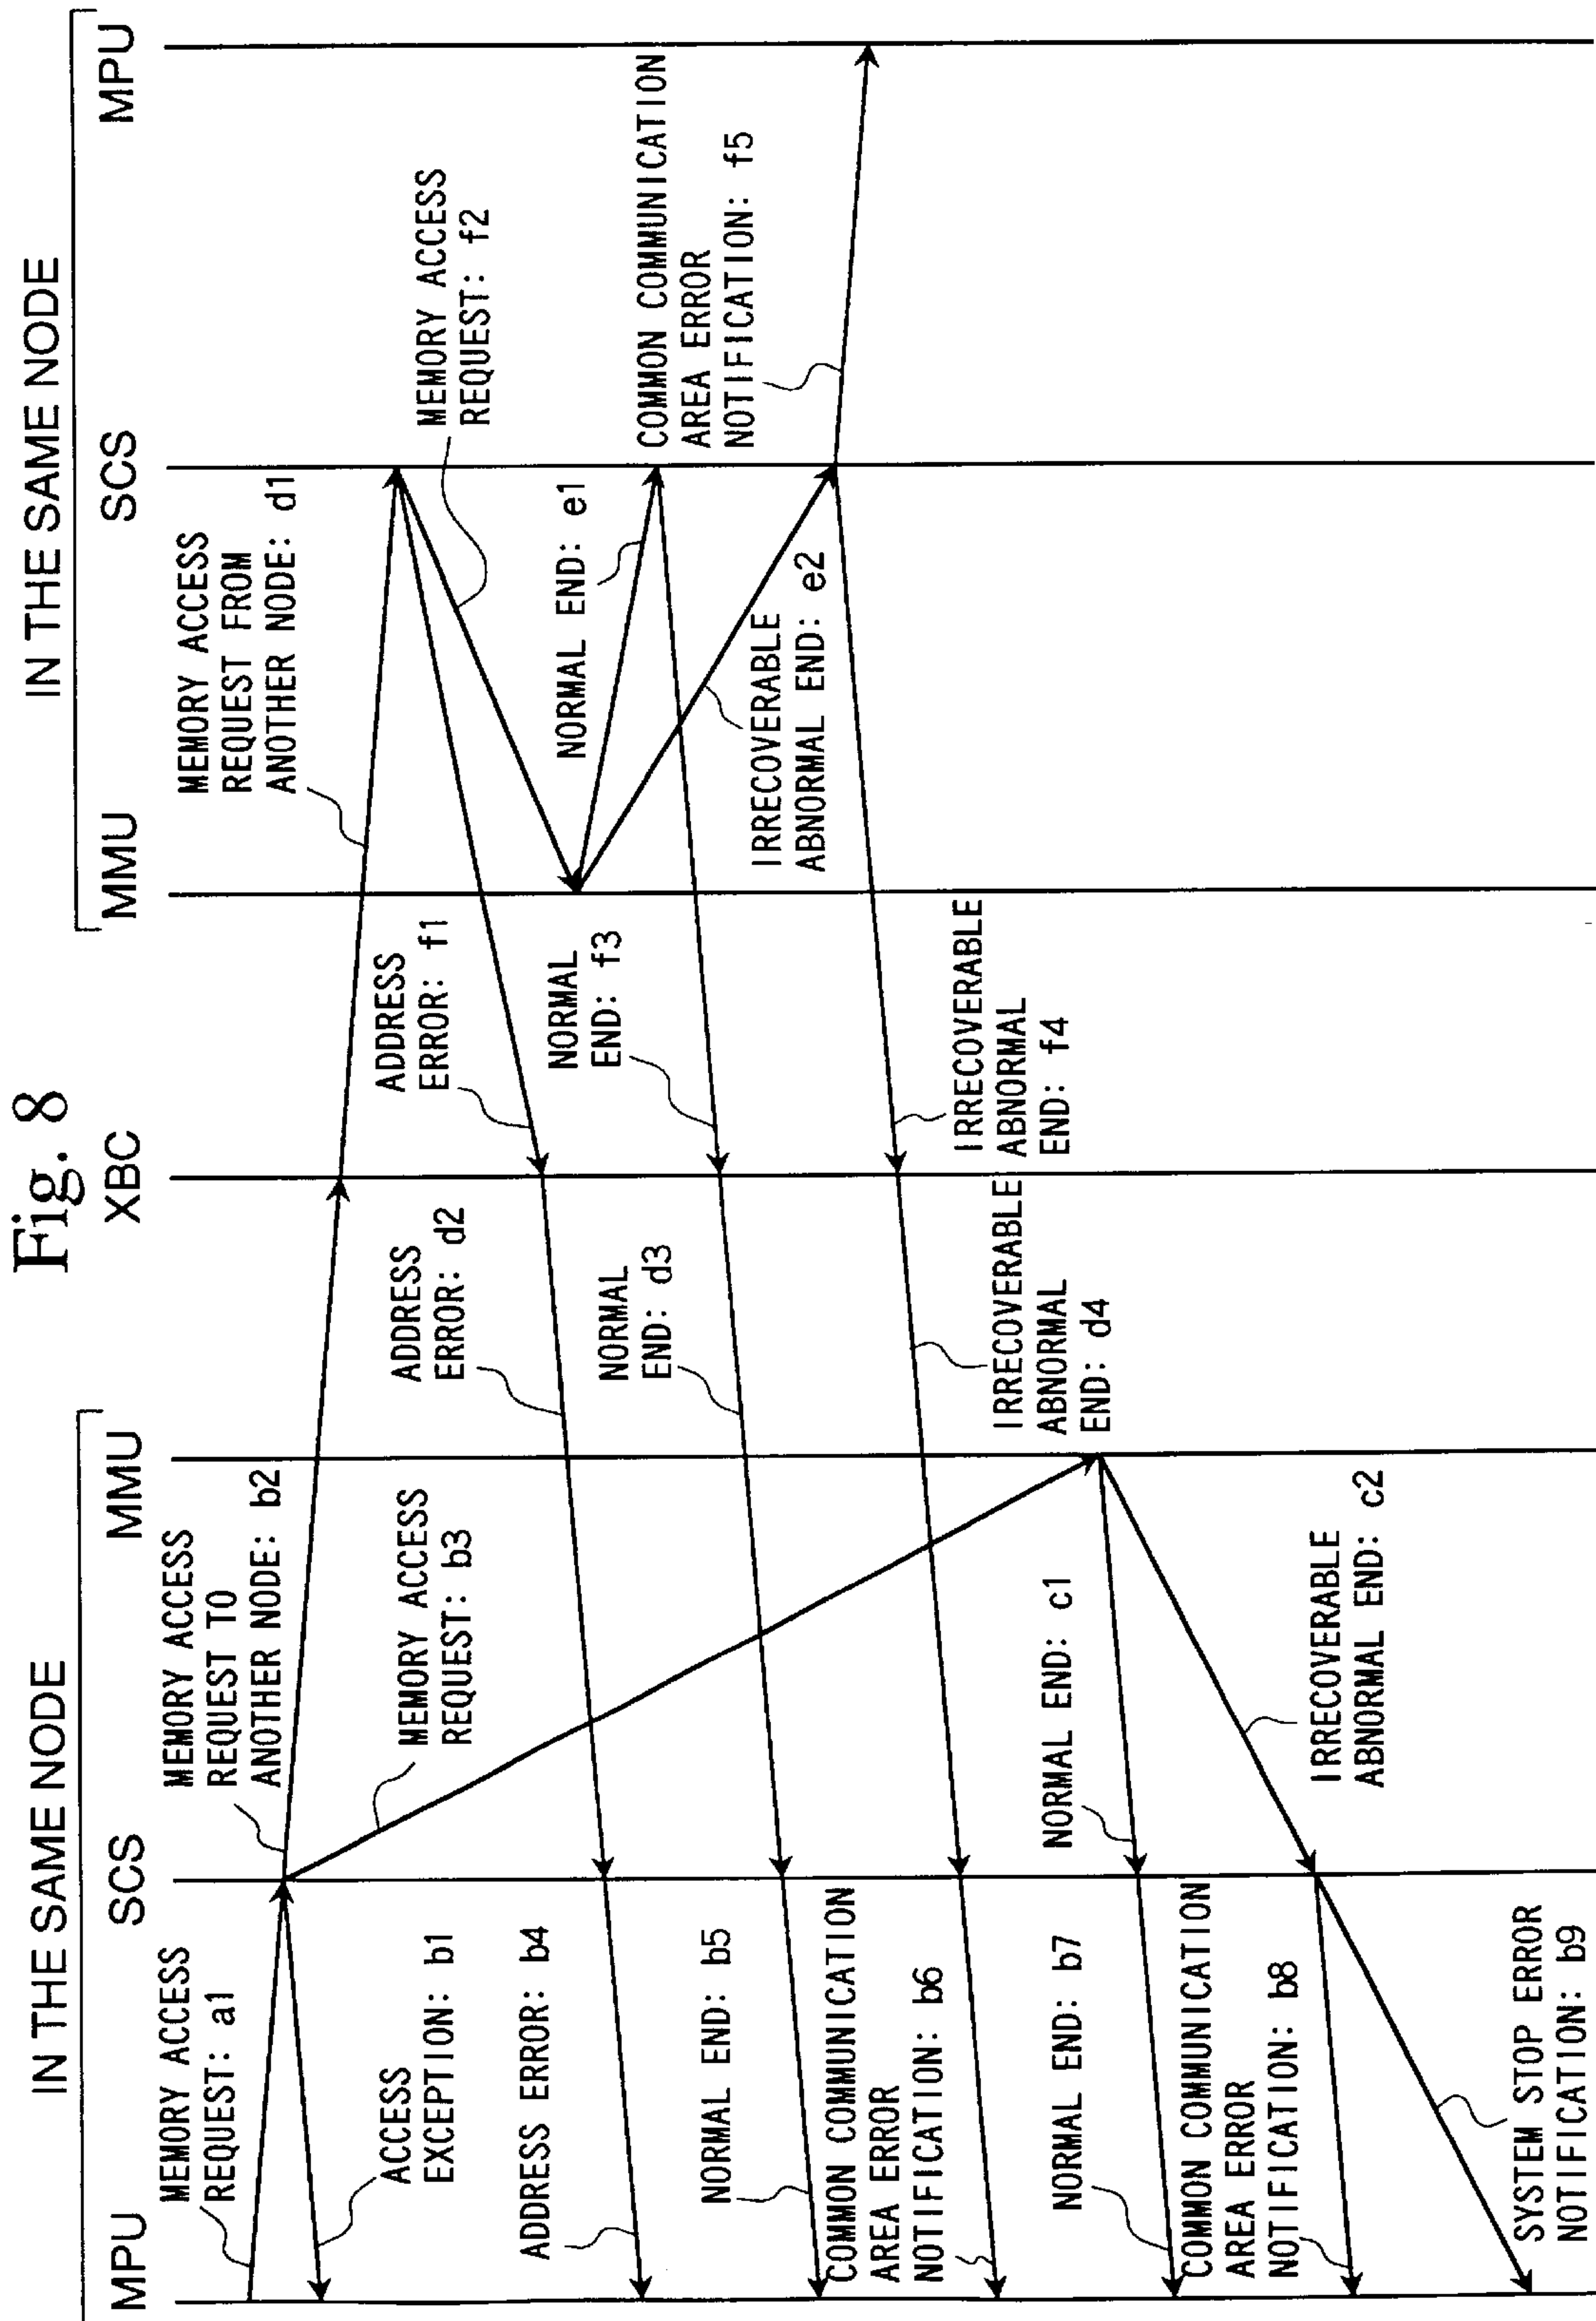 Fig. 8
IN THE SAME NODE
IN THE SAME NODE
MPU
SCS
MMU
XBC
MMU
SCS
MPU
MEMORY ACCESS
REQUEST: a1
ACCESS
EXCEPTION: b1
MEMORY ACCESS
REQUEST TO
ANOTHER NODE: b2
MEMORY ACCESS
REQUEST: b3
MEMORY ACCESS
REQUEST FROM
ANOTHER NODE: d1
MEMORY ACCESS
REQUEST: f2
ADDRESS
ERROR: f1
ADDRESS
ERROR: d2
ADDRESS ERROR: b4
NORMAL END: e1
NORMAL
END: f3
NORMAL
END: d3
NORMAL END: b5
IRRECOVERABLE
ABNORMAL END: e2
COMMON COMMUNICATION
AREA ERROR
NOTIFICATION: f5
IRRECOVERABLE
ABNORMAL
END: f4
IRRECOVERABLE
ABNORMAL
END: d4
COMMON COMMUNICATION
AREA ERROR
NOTIFICATION: b6
NORMAL END: c1
NORMAL END: b7
IRRECOVERABLE
ABNORMAL END: c2
COMMON COMMUNICATION
AREA ERROR
NOTIFICATION: b8
SYSTEM STOP ERROR
NOTIFICATION: b9